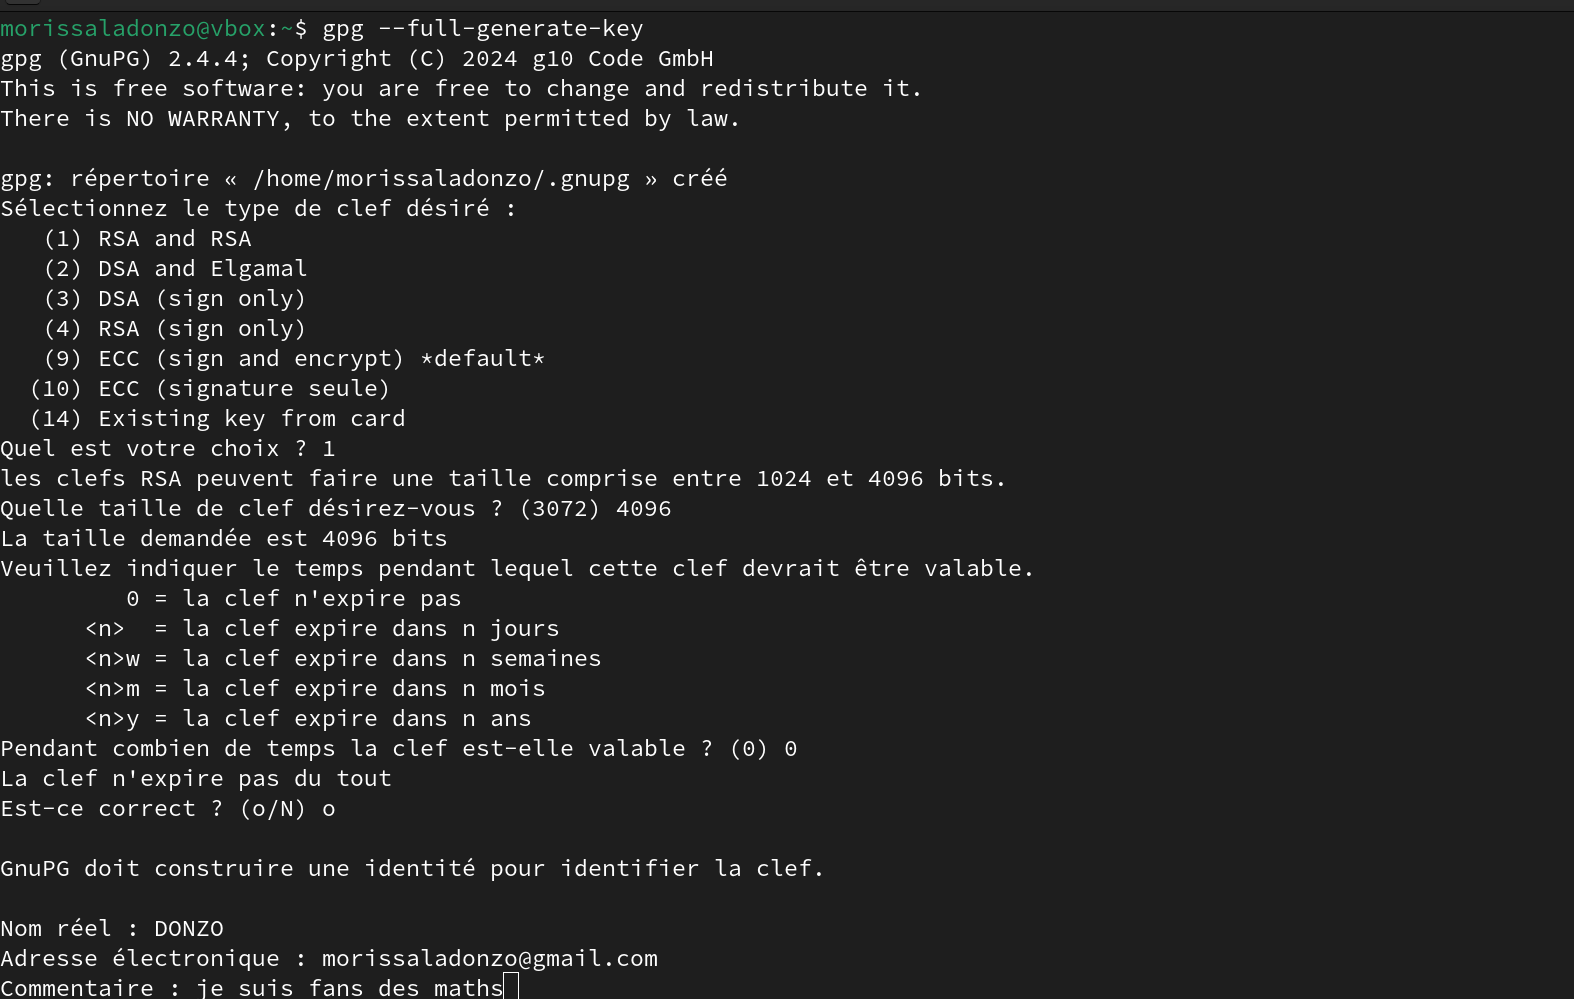 morissaladonzo@vbox:~$ gpg --full-generate-key
gpg (GnuPG) 2.4.4; Copyright (C) 2024 g10 Code GmbH
This is free software: you are free to change and redistribute it.
There is NO WARRANTY, to the extent permitted by law.

gpg: répertoire « /home/morissaladonzo/.gnupg » créé
Sélectionnez le type de clef désiré :
   (1) RSA and RSA
   (2) DSA and Elgamal
   (3) DSA (sign only)
   (4) RSA (sign only)
   (9) ECC (sign and encrypt) *default*
  (10) ECC (signature seule)
  (14) Existing key from card
Quel est votre choix ? 1
les clefs RSA peuvent faire une taille comprise entre 1024 et 4096 bits.
Quelle taille de clef désirez-vous ? (3072) 4096
La taille demandée est 4096 bits
Veuillez indiquer le temps pendant lequel cette clef devrait être valable.
         0 = la clef n'expire pas
      <n>  = la clef expire dans n jours
      <n>w = la clef expire dans n semaines
      <n>m = la clef expire dans n mois
      <n>y = la clef expire dans n ans
Pendant combien de temps la clef est-elle valable ? (0) 0
La clef n'expire pas du tout
Est-ce correct ? (o/N) o

GnuPG doit construire une identité pour identifier la clef.

Nom réel : DONZO
Adresse électronique : morissaladonzo@gmail.com
Commentaire : je suis fans des maths